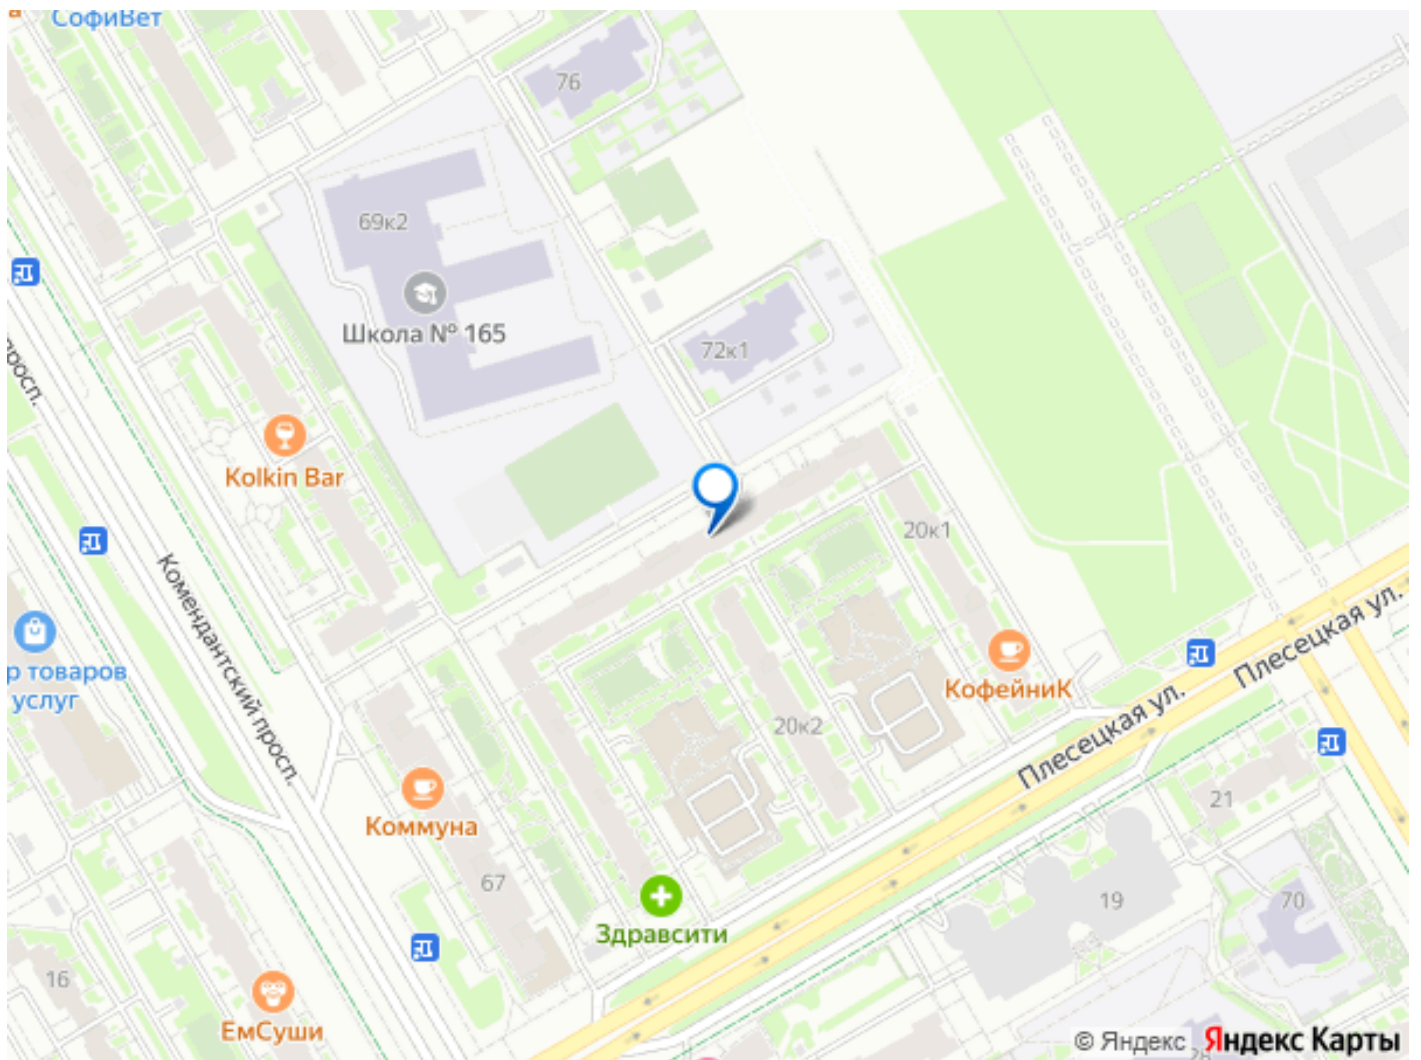 СофиВет
76
69к2
Школа № 165
72к1
просп.
Kolkin Bar
20к1
Комендантский просп.
р товаров
услуг
Плесецкая ул.
КофейниК
Плесецкая ул.
20к2
Коммуна
21
67
19
70
Здравсити
16
ЕмСуши
© Яндекс Яндекс Карты